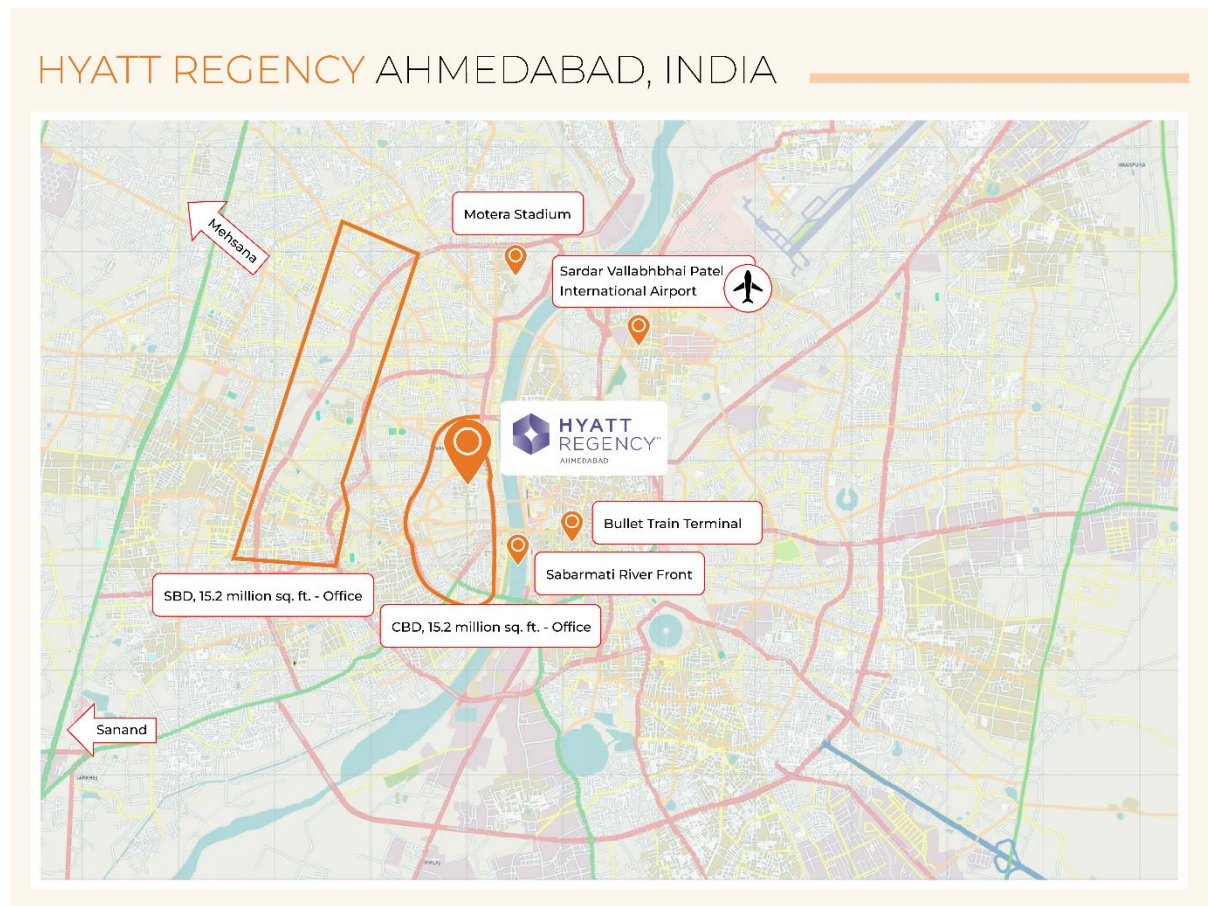 HYATT REGENCY AHMEDABAD, INDIA
Mehsana
Motera Stadium
Sardar Vallabhbhai Patel
International Airport
HYATT
REGENCY™
AHMEDABAD
Bullet Train Terminal
Sabarmati River Front
SBD, 15.2 million sq. ft. - Office
CBD, 15.2 million sq. ft. - Office
Sanand